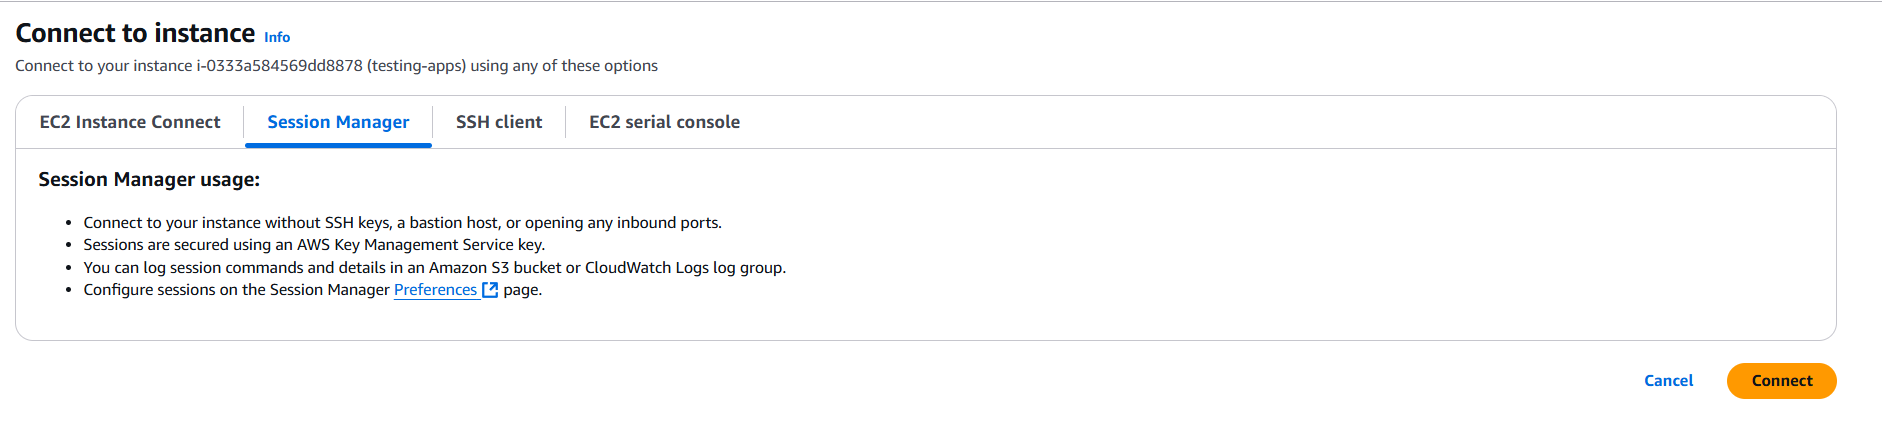 Connect to instance Info
Connect to your instance i-0333a584569dd8878 (testing-apps) using any of these options
EC2 Instance Connect Session Manager SSH client EC2 serial console
Session Manager usage:
• Connect to your instance without SSH keys, a bastion host, or opening any inbound ports.
• Sessions are secured using an AWS Key Management Service key.
• You can log session commands and details in an Amazon S3 bucket or CloudWatch Logs log group.
• Configure sessions on the Session Manager Preferences page.
Cancel Connect